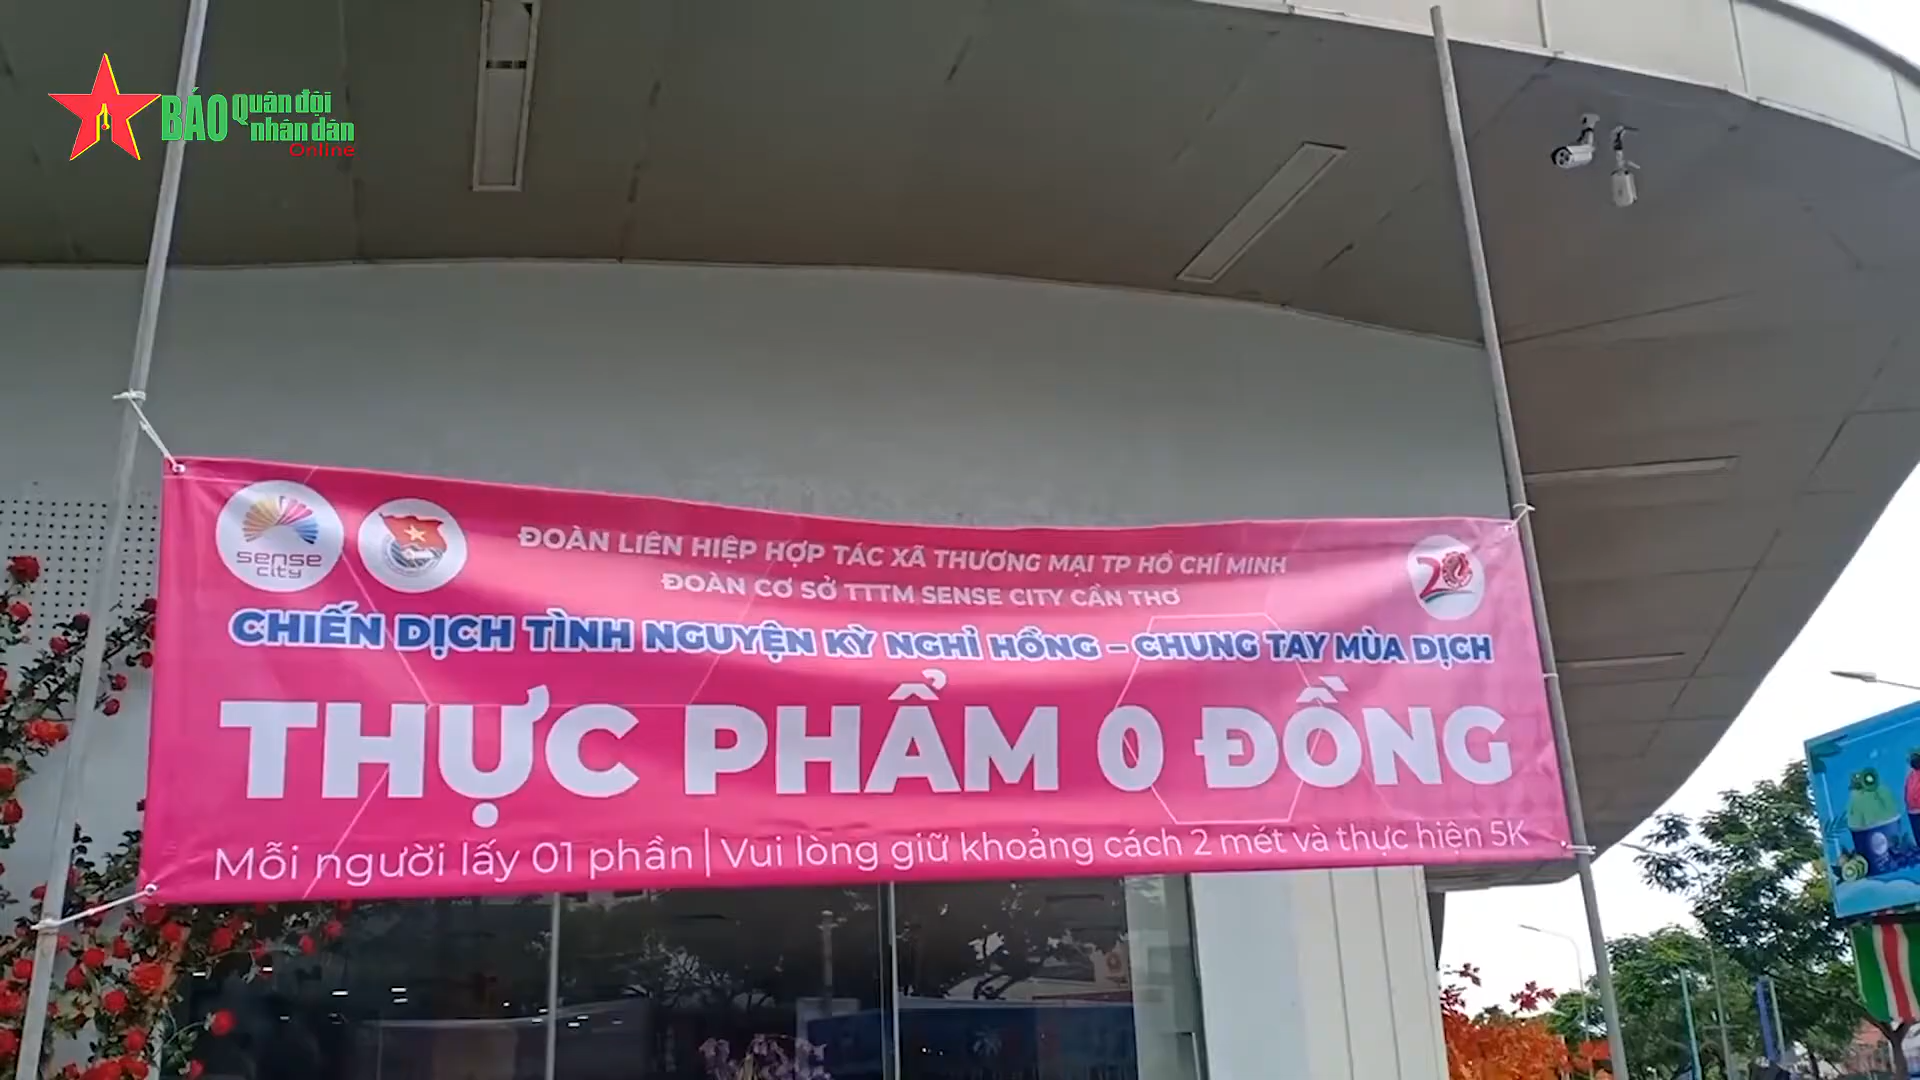 BÁO Quân đội
nhân dân
Online
sense
city
20
ĐOÀN LIÊN HIỆP HỢP TÁC XÃ THƯƠNG MẠI TP HỒ CHÍ MINH
ĐOÀN CƠ SỞ TTTM SENSE CITY CẦN THƠ
CHIẾN DỊCH TÌNH NGUYỆN KỲ NGHỈ HỒNG – CHUNG TAY MÙA DỊCH
THỰC PHẨM 0 ĐỒNG
Mỗi người lấy 01 phần | Vui lòng giữ khoảng cách 2 mét và thực hiện 5K